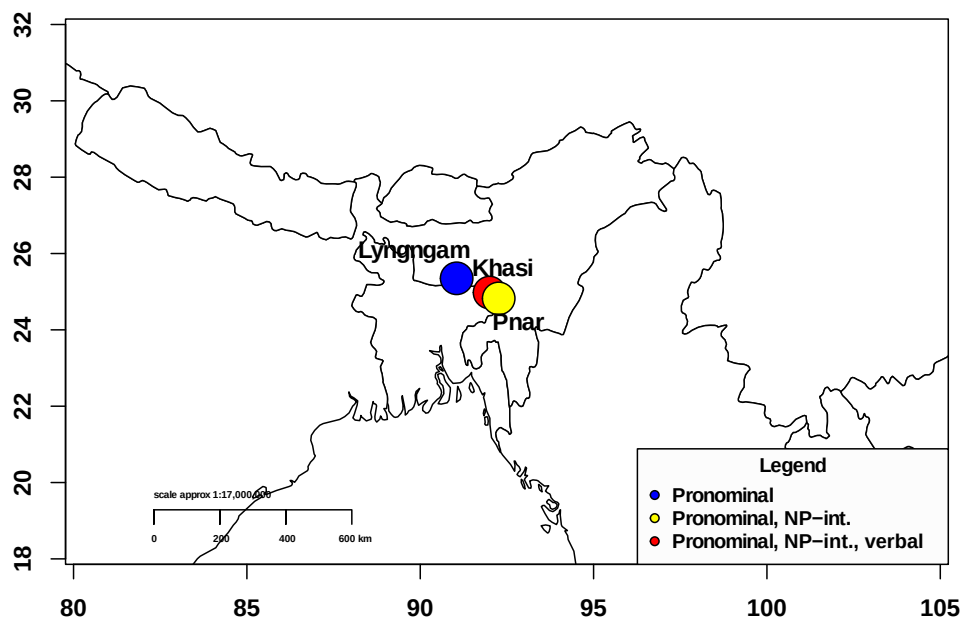 32
30
28
26
24
22
20
18
Lyngngam
Khasi
Pnar
scale approx 1:17,000,000
0 200 400 600 km
Legend
Pronominal
Pronominal, NP−int.
Pronominal, NP−int., verbal
80 85 90 95 100 105